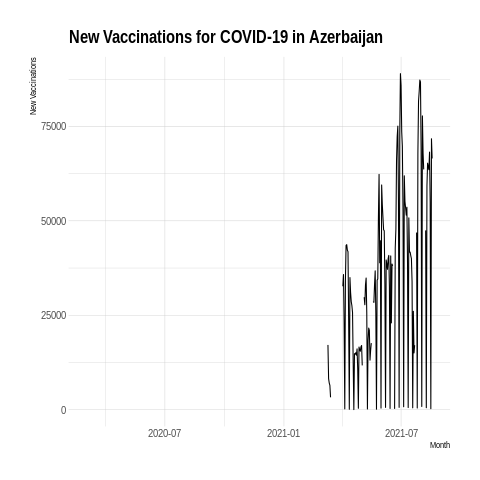 New Vaccinations for COVID-19 in Azerbaijan
New Vaccinations
75000
50000
25000
0
2020-07 2021-01 2021-07
Month